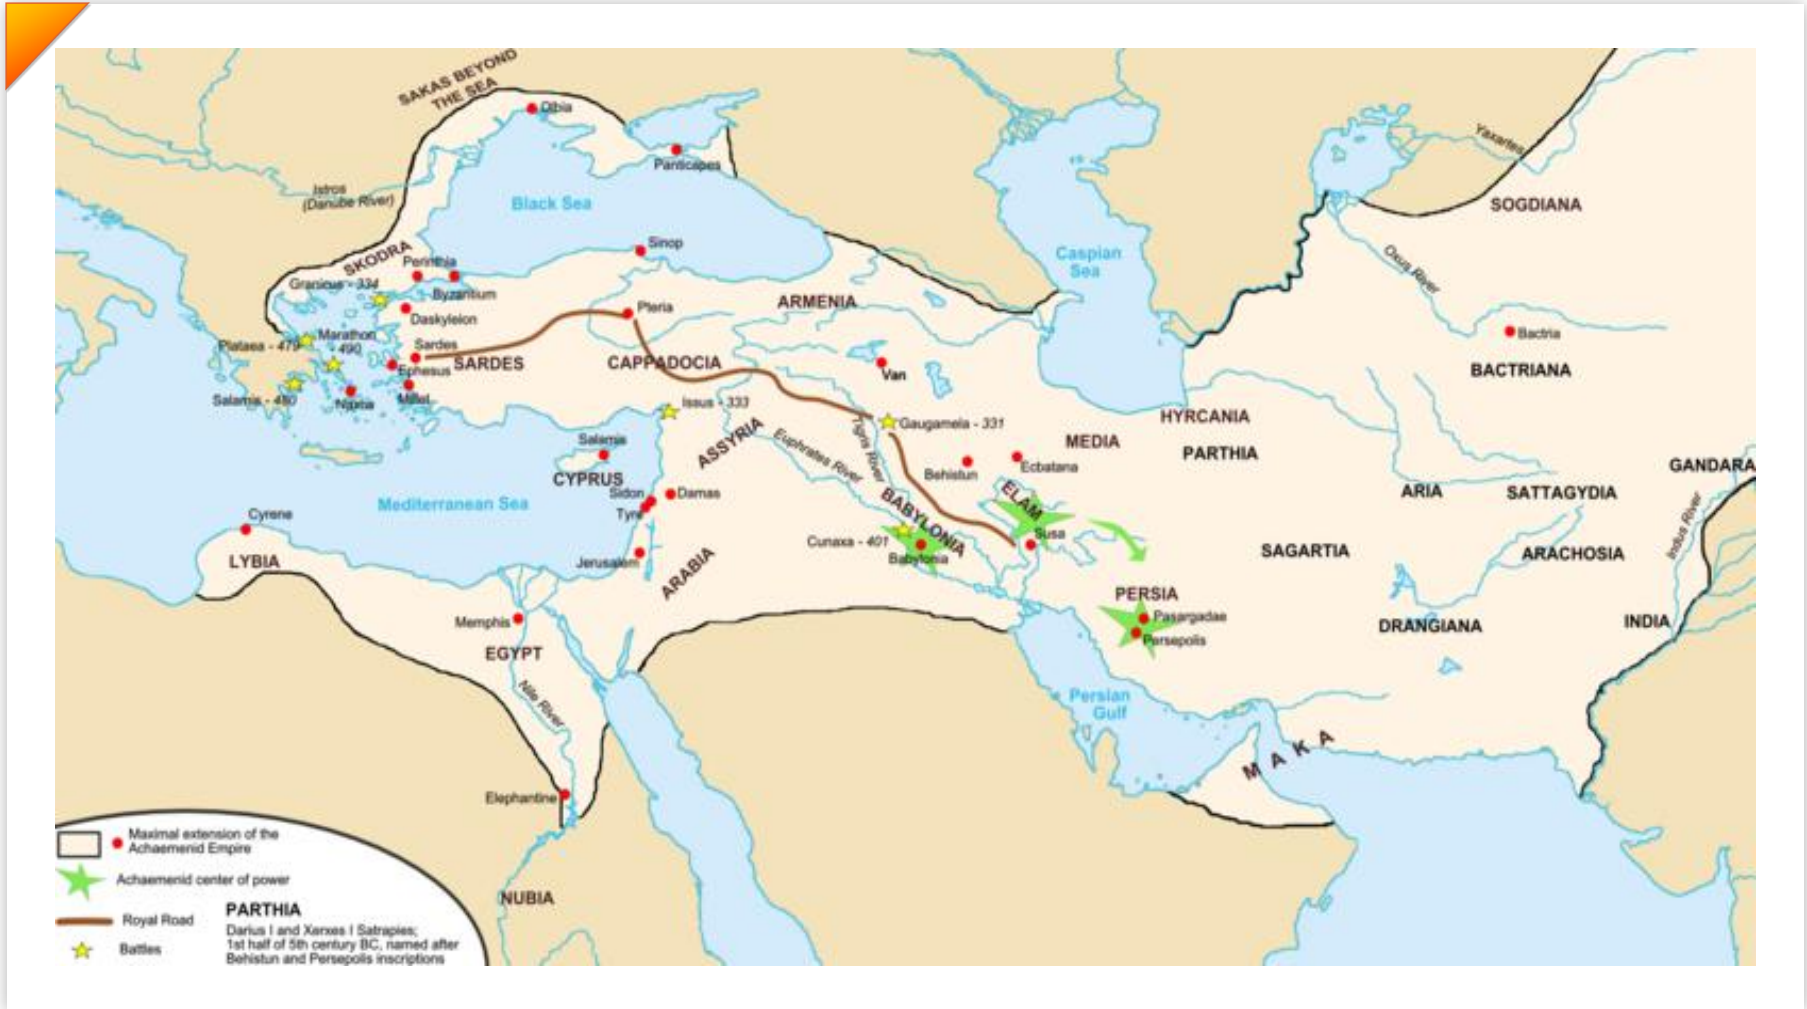 SAKAS BEYOND
THE SEA
Olbia
Panticapes
Yaxartes
Istros
(Danube River)
Black Sea
SOGDIANA
SKODRA
Sinop
Caspian
Sea
Oxus River
Perinthia
Granicus - 334
Byzantium
ARMENIA
Pteria
Daskyleion
Bactria
Marathon
- 490
Plataea - 479
Sardes
SARDES
CAPPADOCIA
Ephesus
Van
BACTRIANA
Salamis - 480
Naxia
Millet
Issus - 333
HYRCANIA
Gaugamela - 331
Tigris River
ASSYRIA
Euphrates River
MEDIA
PARTHIA
Salamis
CYPRUS
Behistun
Ecbatana
GANDARA
Mediterranean Sea
Sidon
Damas
Tyre
BABYLONIA
ELAM
ARIA
SATTAGYDIA
Cyrene
LYBIA
Cunaxa - 401
Babylonia
Susa
SAGARTIA
ARACHOSIA
Indus River
Jerusalem
ARABIA
PERSIA
Pasargadae
Persepolis
DRANGIANA
INDIA
Memphis
EGYPT
Nile River
Persian
Gulf
MAKA
Elephantine
NUBIA
Maximal extension of the
Achaemenid Empire
Achaemenid center of power
Royal Road
Battles
PARTHIA
Darius I and Xerxes I Satrapies;
1st half of 5th century BC, named after
Behistun and Persepolis inscriptions